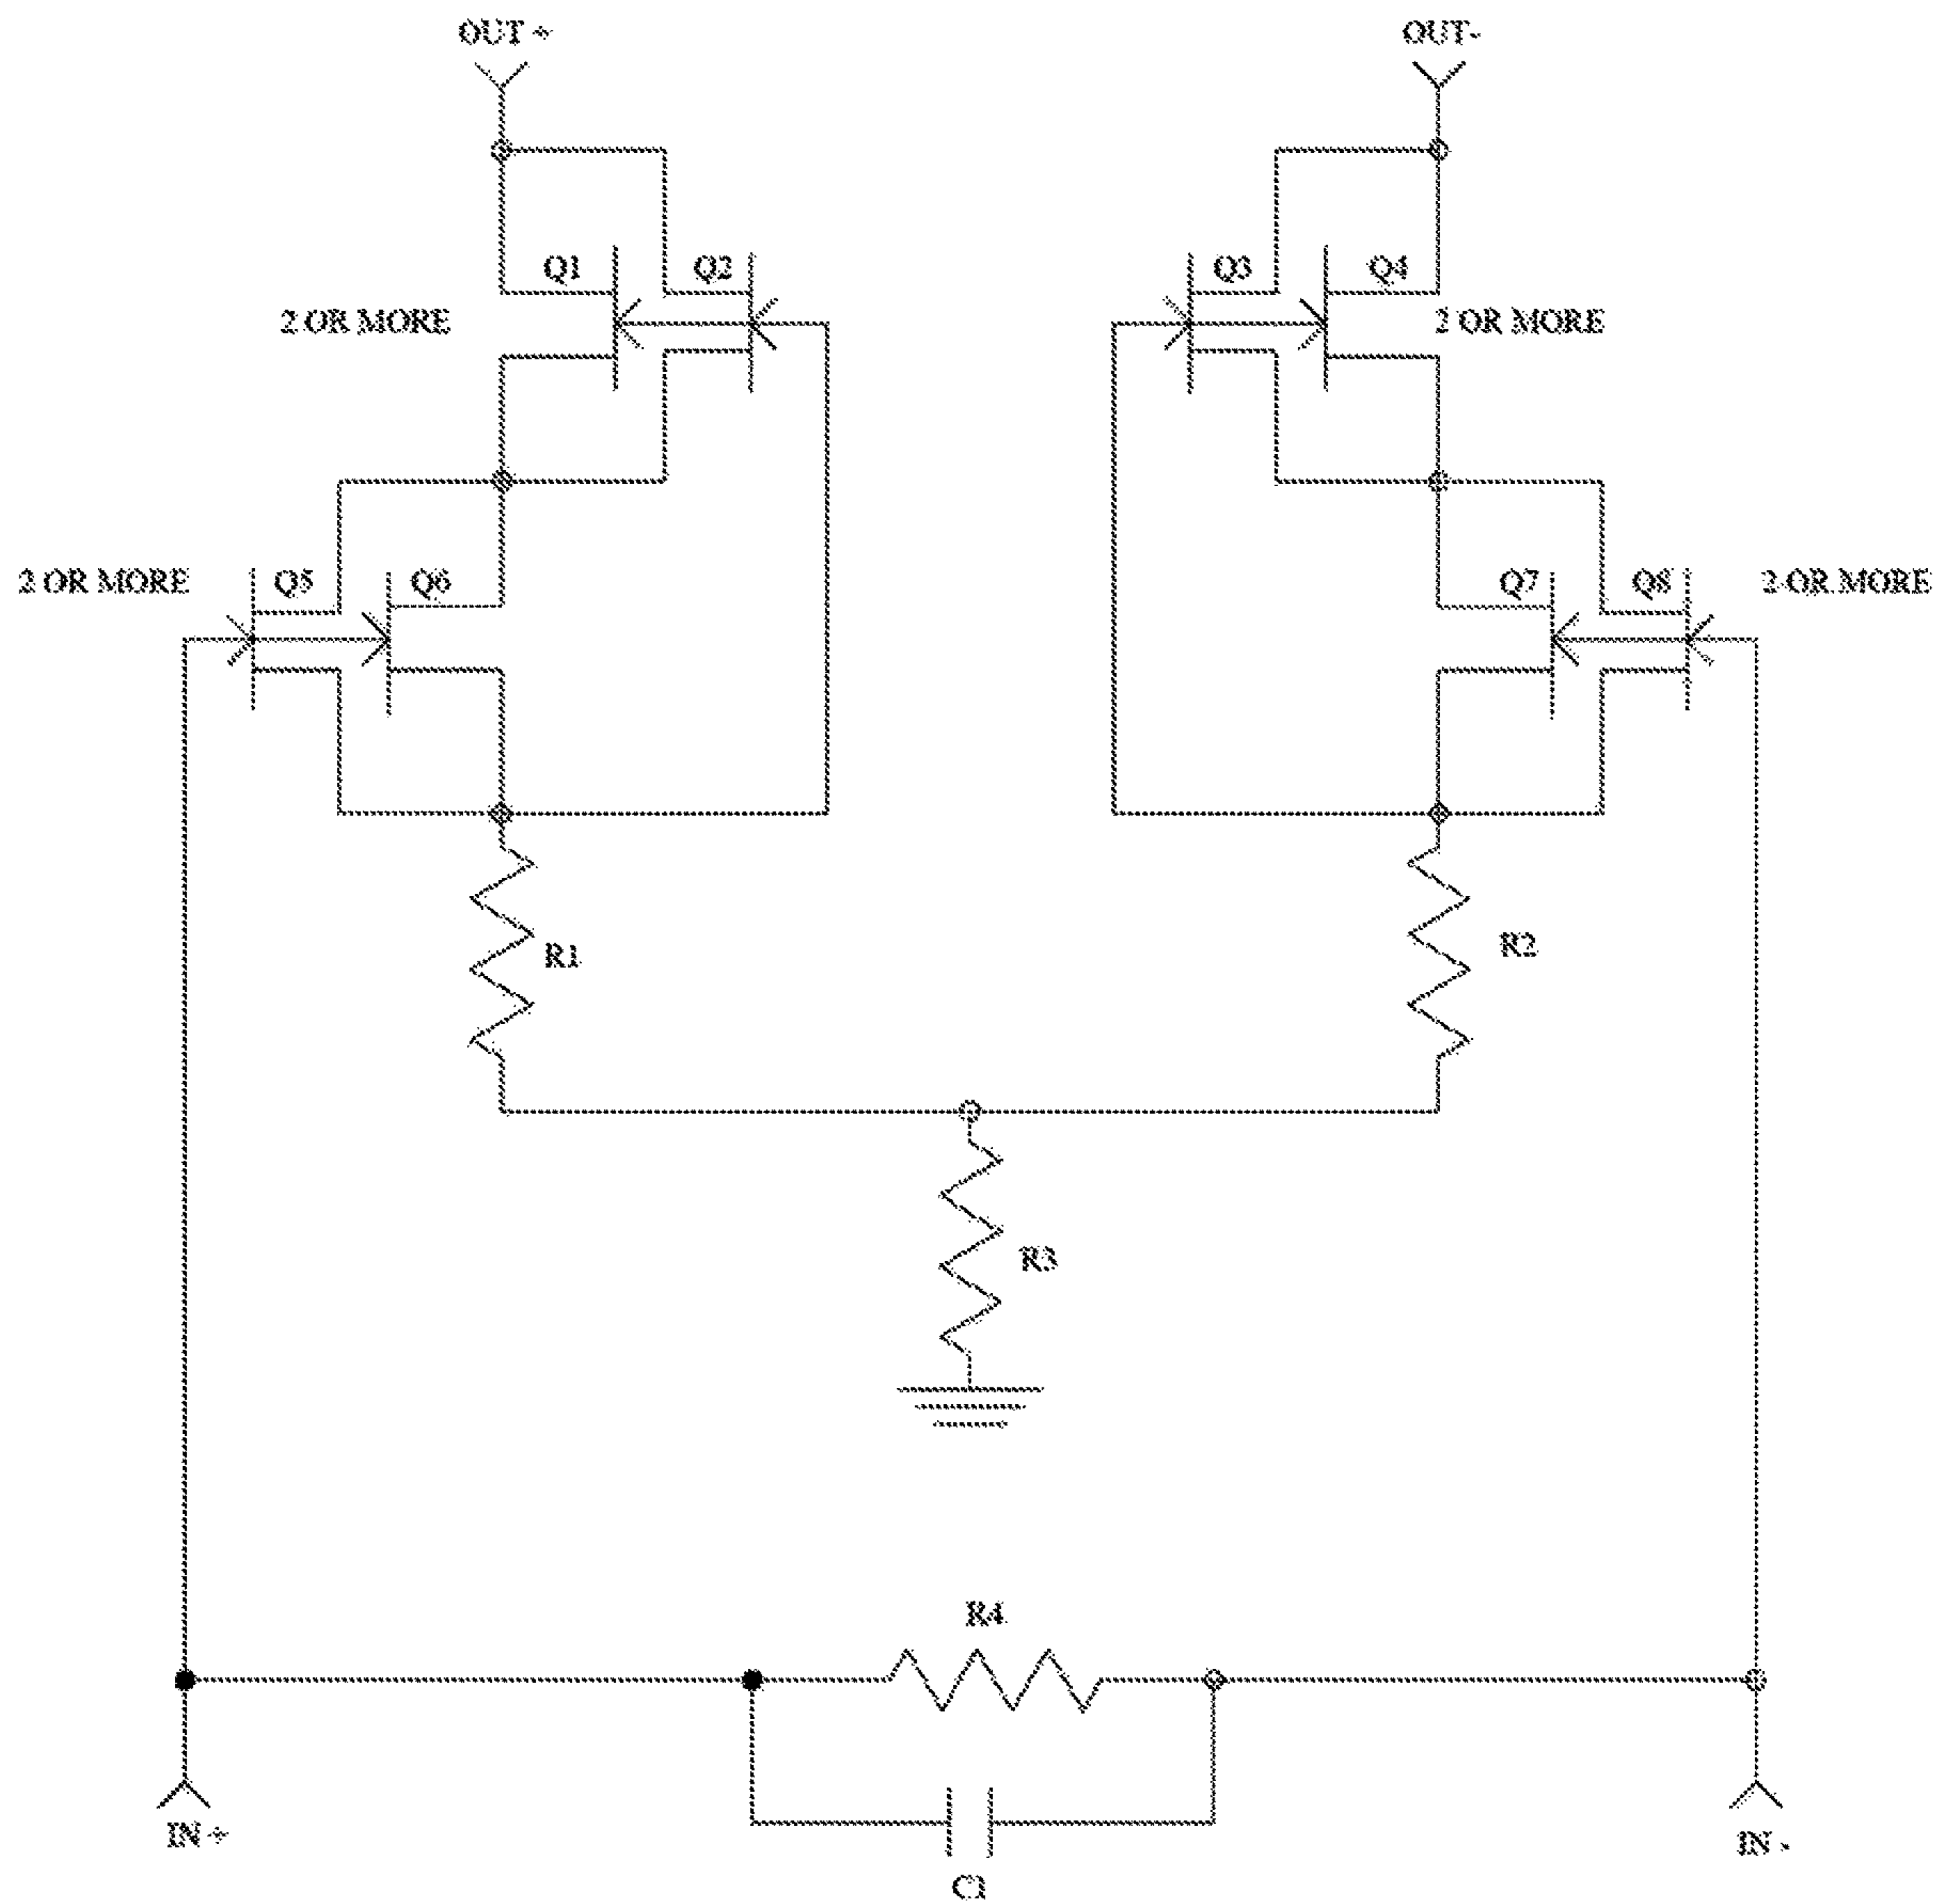 OUT +
OUT-
Q1
Q2
Q3
Q4
2 OR MORE
2 OR MORE
2 OR MORE
Q5
Q6
Q7
Q8
2 OR MORE
R1
R2
R3
R4
IN +
IN -
C1